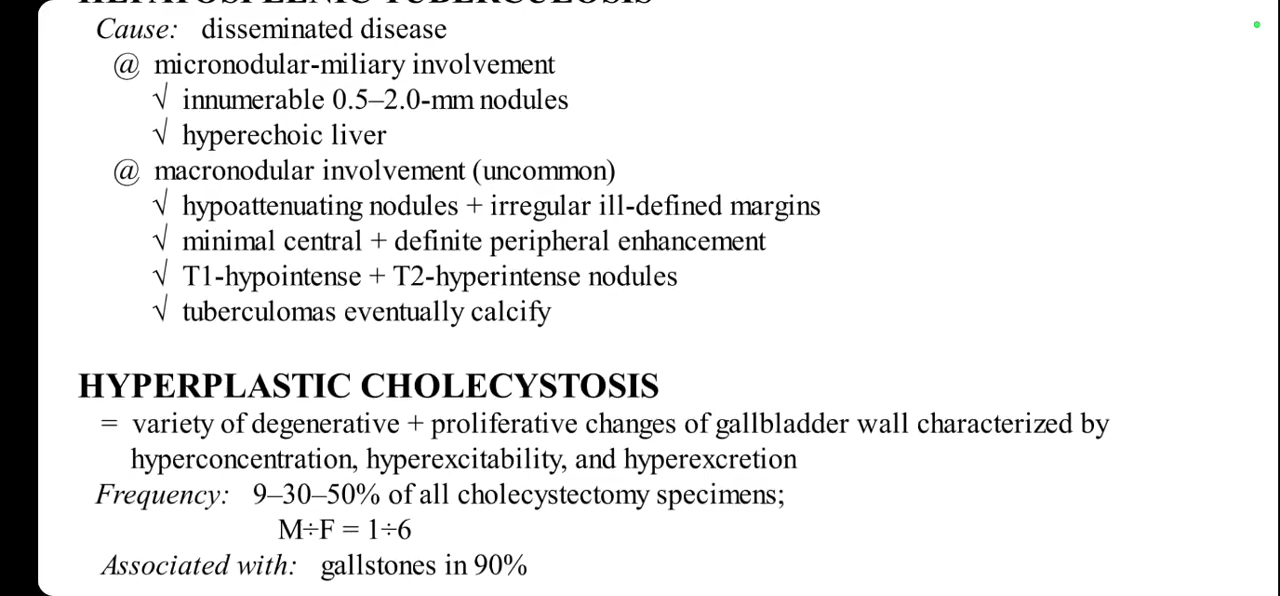 HEPATOSPLENIC TUBERCULOSIS
Cause: disseminated disease
@ micronodular-miliary involvement
√ innumerable 0.5–2.0-mm nodules
√ hyperechoic liver
@ macronodular involvement (uncommon)
√ hypoattenuating nodules + irregular ill-defined margins
√ minimal central + definite peripheral enhancement
√ T1-hypointense + T2-hyperintense nodules
√ tuberculomas eventually calcify
HYPERPLASTIC CHOLECYSTOSIS
= variety of degenerative + proliferative changes of gallbladder wall characterized by
hyperconcentration, hyperexcitability, and hyperexcretion
Frequency: 9–30–50% of all cholecystectomy specimens;
M÷F = 1÷6
Associated with: gallstones in 90%